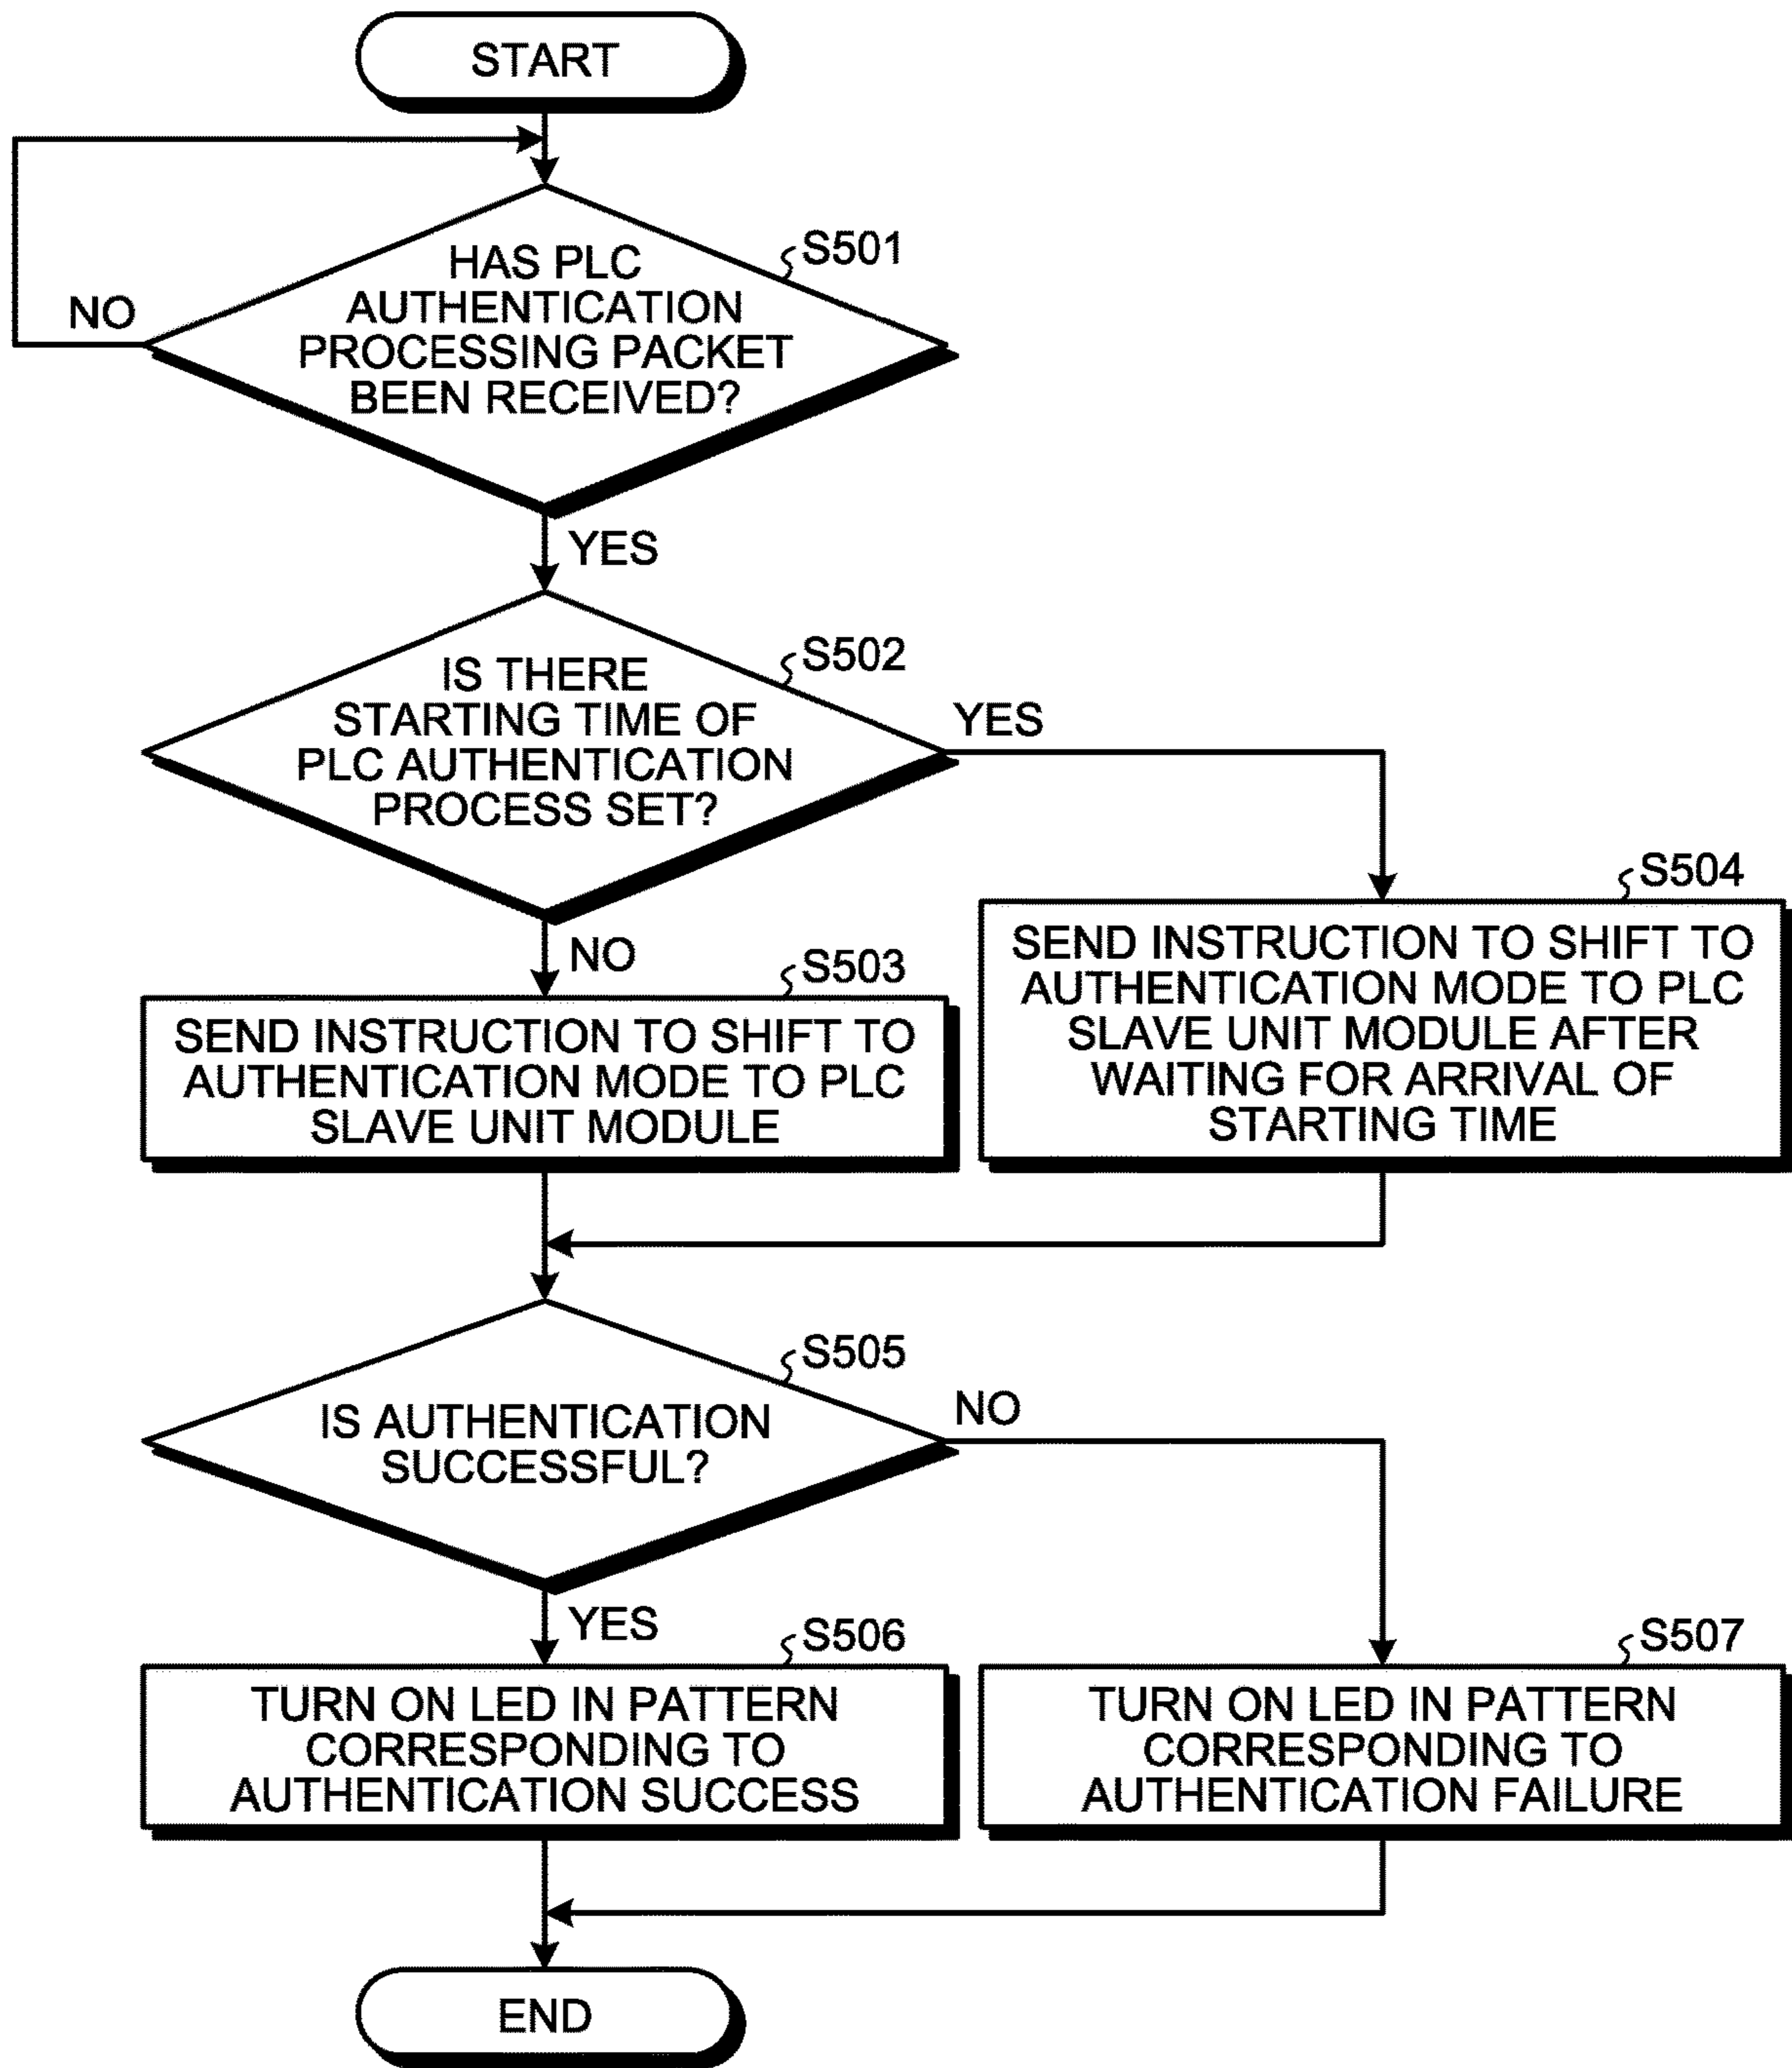 START
S501
HAS PLC
AUTHENTICATION
PROCESSING PACKET
BEEN RECEIVED?
NO
YES
S502
IS THERE
STARTING TIME OF
PLC AUTHENTICATION
PROCESS SET?
YES
NO
S503
SEND INSTRUCTION TO SHIFT TO
AUTHENTICATION MODE TO PLC
SLAVE UNIT MODULE
S504
SEND INSTRUCTION TO SHIFT TO
AUTHENTICATION MODE TO PLC
SLAVE UNIT MODULE AFTER
WAITING FOR ARRIVAL OF
STARTING TIME
S505
IS AUTHENTICATION
SUCCESSFUL?
NO
YES
S506
TURN ON LED IN PATTERN
CORRESPONDING TO
AUTHENTICATION SUCCESS
S507
TURN ON LED IN PATTERN
CORRESPONDING TO
AUTHENTICATION FAILURE
END